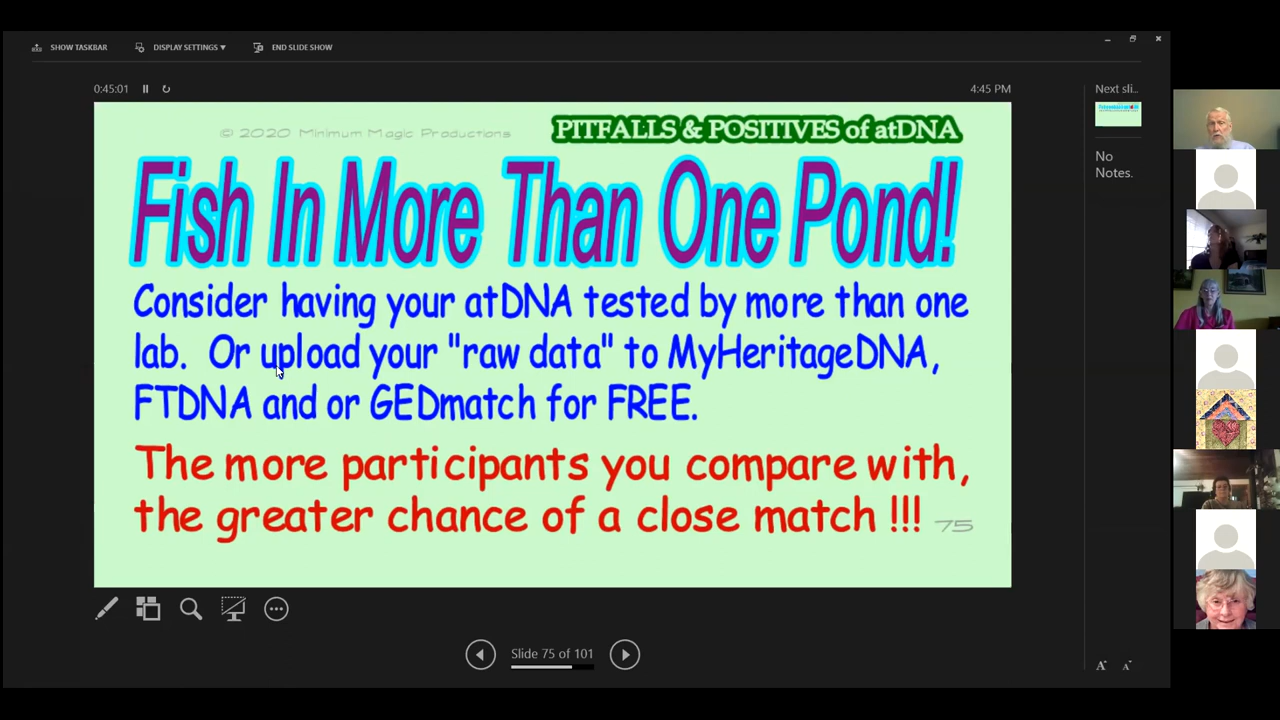 SHOW TASKBAR DISPLAY SETTINGS ▼ END SLIDE SHOW
0:45:01 4:45 PM
© 2020 Minimum Magic Productions
PITFALLS & POSITIVES of atDNA
Fish In More Than One Pond!
Consider having your atDNA tested by more than one
lab. Or upload your "raw data" to MyHeritageDNA,
FTDNA and or GEDmatch for FREE.
The more participants you compare with,
the greater chance of a close match !!!
75
Slide 75 of 101
Next sli..
No
Notes.
A A